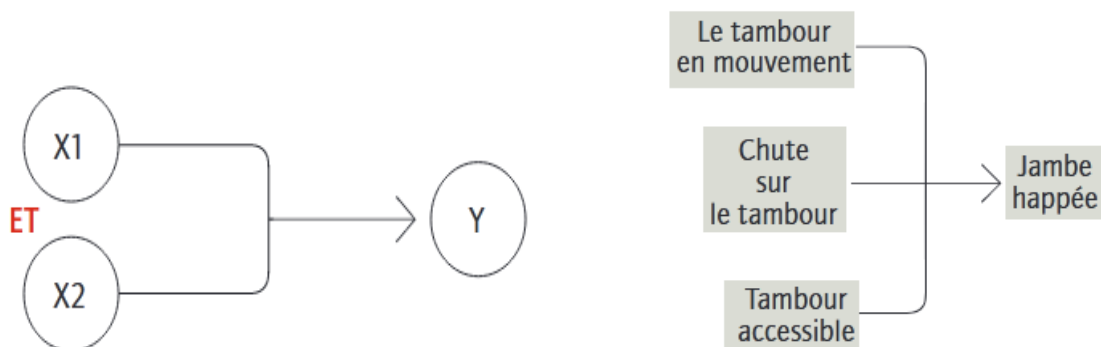 X1
ET
X2
Y
Le tambour
en mouvement
Chute
sur
le tambour
Tambour
accessible
Jambe
happée